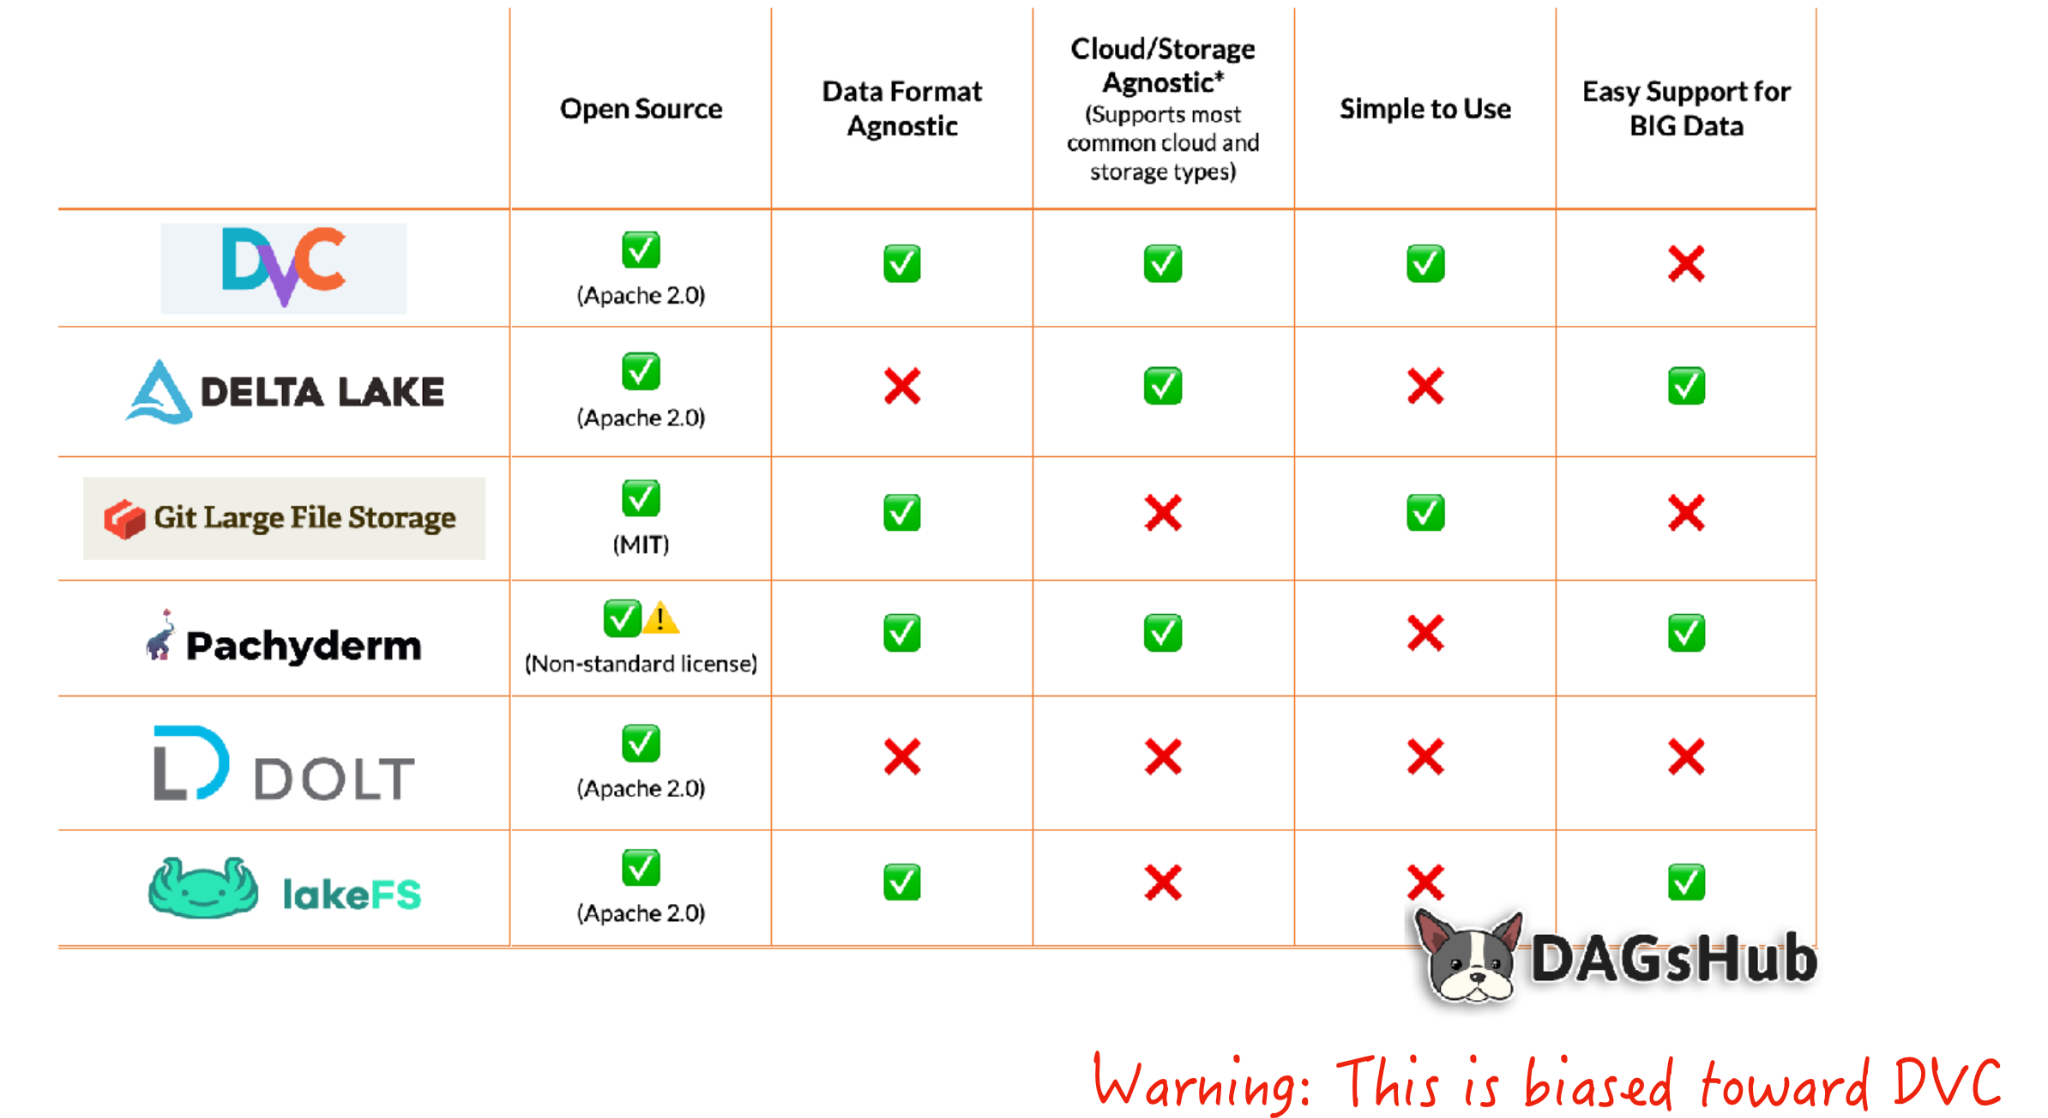 Open Source
Data Format
Agnostic
Cloud/Storage
Agnostic*
(Supports most
common cloud and
storage types)
Simple to Use
Easy Support for
BIG Data
DVC
(Apache 2.0)
DELTA LAKE
(Apache 2.0)
Git Large File Storage
(MIT)
Pachyderm
(Non-standard license)
DOLT
(Apache 2.0)
lakeFS
(Apache 2.0)
DAGsHub
Warning: This is biased toward DVC